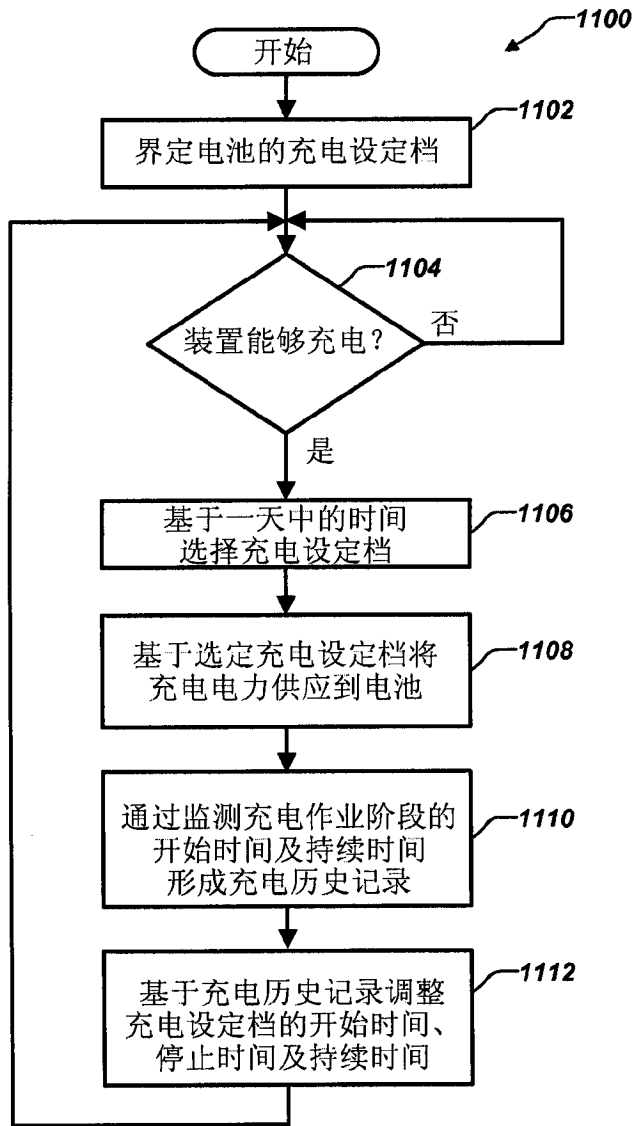 1100
开始
1102
界定电池的充电设定档
1104
装置能够充电?
否
是
1106
基于一天中的时间
选择充电设定档
1108
基于选定充电设定档将
充电电力供应到电池
1110
通过监测充电作业阶段的
开始时间及持续时间
形成充电历史记录
1112
基于充电历史记录调整
充电设定档的开始时间、
停止时间及持续时间